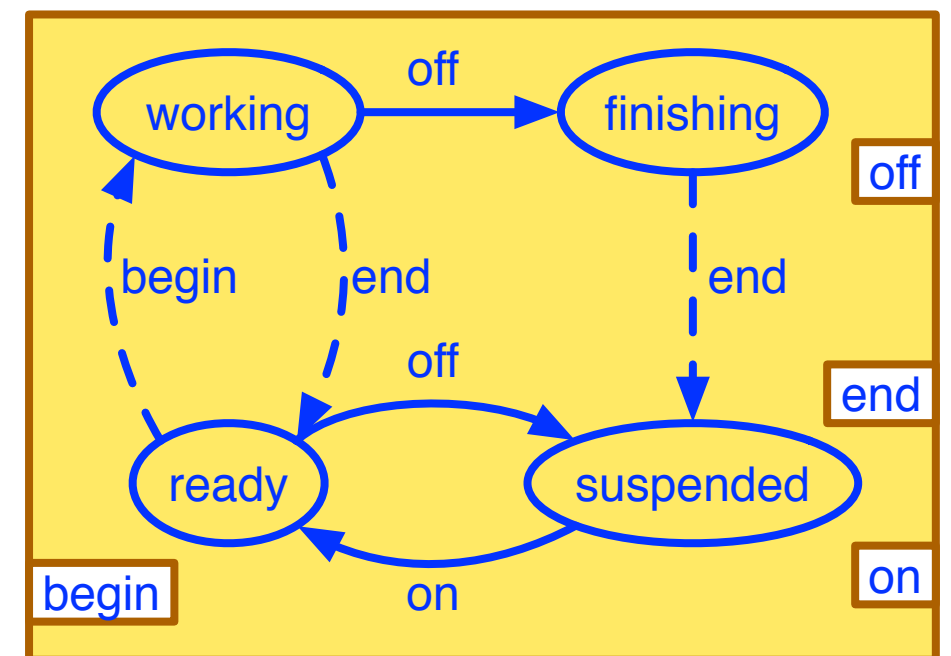 off
working
finishing
off
begin
end
end
off
end
ready
suspended
begin
on
on